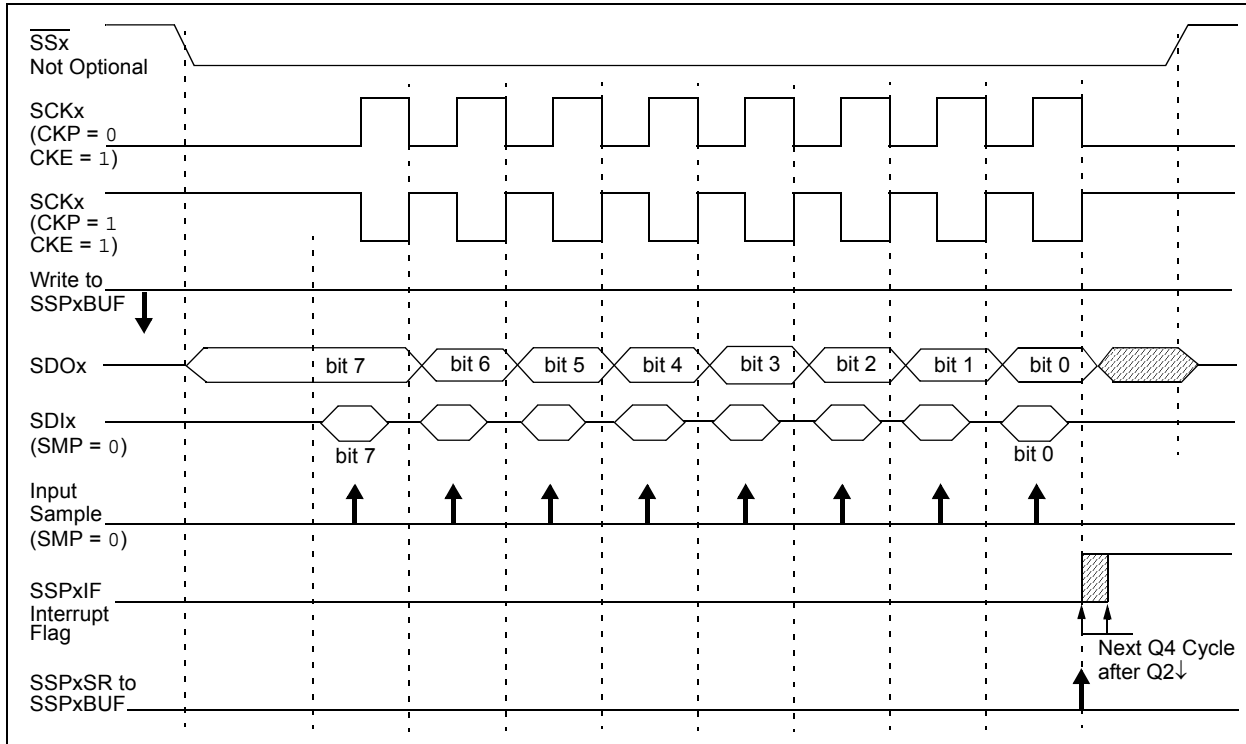 SSx
Not Optional
SCKx
(CKP = 0
CKE = 1)
SCKx
(CKP = 1
CKE = 1)
Write to
SSPxBUF
SDOx
bit 7
bit 6
bit 5
bit 4
bit 3
bit 2
bit 1
bit 0
SDIx
(SMP = 0)
bit 7
bit 0
Input
Sample
(SMP = 0)
SSPxIF
Interrupt
Flag
Next Q4 Cycle
after Q2↓
SSPxSR to
SSPxBUF